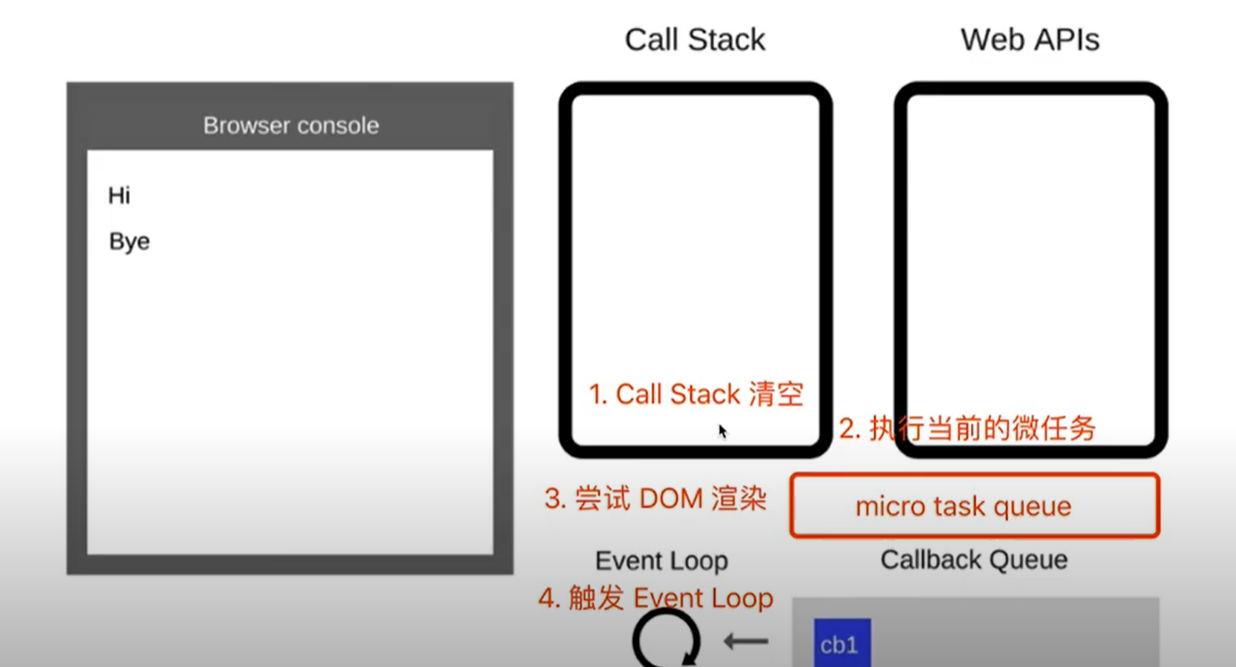 Call Stack
Web APIs
Browser console
Hi
Bye
1. Call Stack 清空
2. 执行当前的微任务
3. 尝试 DOM 渲染
micro task queue
Event Loop
Callback Queue
4. 触发 Event Loop
cb1